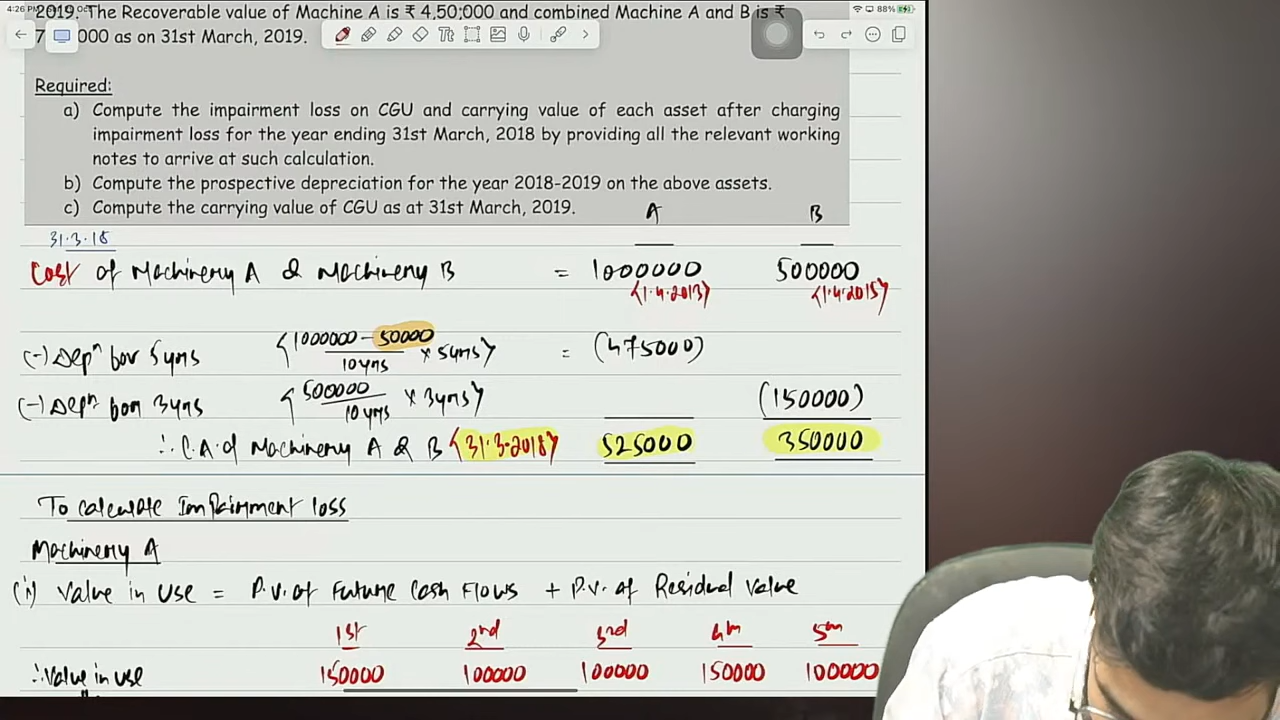 4:26 PM
88%
2019. The Recoverable value of Machine A is ₹ 4,50,000 and combined Machine A and B is ₹
7 000 as on 31st March, 2019.
Required:
a) Compute the impairment loss on CGU and carrying value of each asset after charging
impairment loss for the year ending 31st March, 2018 by providing all the relevant working
notes to arrive at such calculation.
b) Compute the prospective depreciation for the year 2018-2019 on the above assets.
c) Compute the carrying value of CGU as at 31st March, 2019.
A B
31.3.18
Cost of Machinery A & Machinery B = 1000000 500000
<1.4.2013> <1.4.2015>
(-) Depn for 5yrs <1000000 - 50000 / 10yrs × 5yrs> = (475000)
(-) Depn for 3yrs <500000 / 10yrs × 3yrs> (150000)
∴ C.A. of Machinery A & B <31.3.2018> 525000 350000
To calculate Impairment loss
Machinery A
(i) Value in use = P.V. of Future Cash Flows + P.V. of Residual Value
1st 2nd 3rd 4th 5th
∴ Value in use 150000 100000 100000 150000 100000